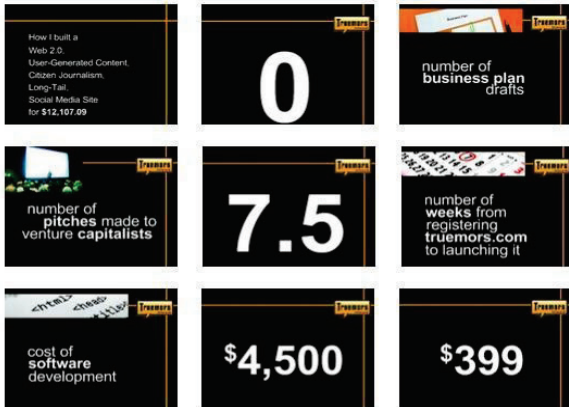 How I built a
Web 2.0,
User-Generated Content,
Citizen Journalism,
Long-Tail,
Social Media Site
for $12,107.09
Truemors
0
Truemors
Business Plan
number of
business plan
drafts
Truemors
number of
pitches made to
venture capitalists
Truemors
7.5
Truemors
number of
weeks from
registering
truemors.com
to launching it
<html>
<head>
Truemors
cost of
software
development
Truemors
$4,500
Truemors
$399